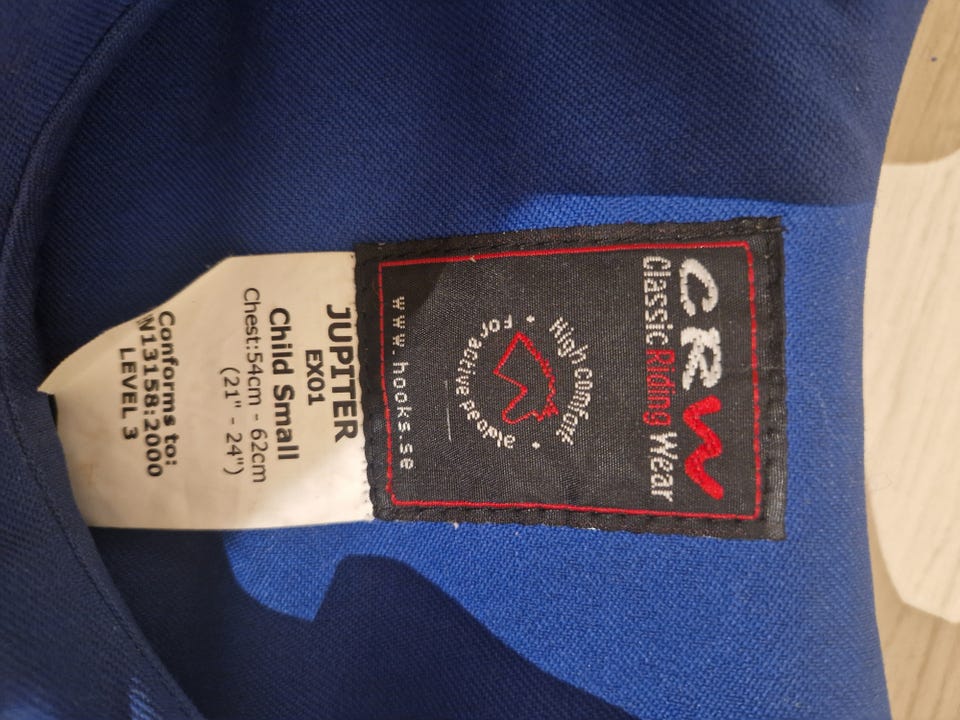 CRW
Classic Riding Wear
High comfort
• For active people •
www.hooks.se
JUPITER
EX01
Child Small
Chest:54cm - 62cm
(21" - 24")
Conforms to:
N13158:2000
LEVEL 3